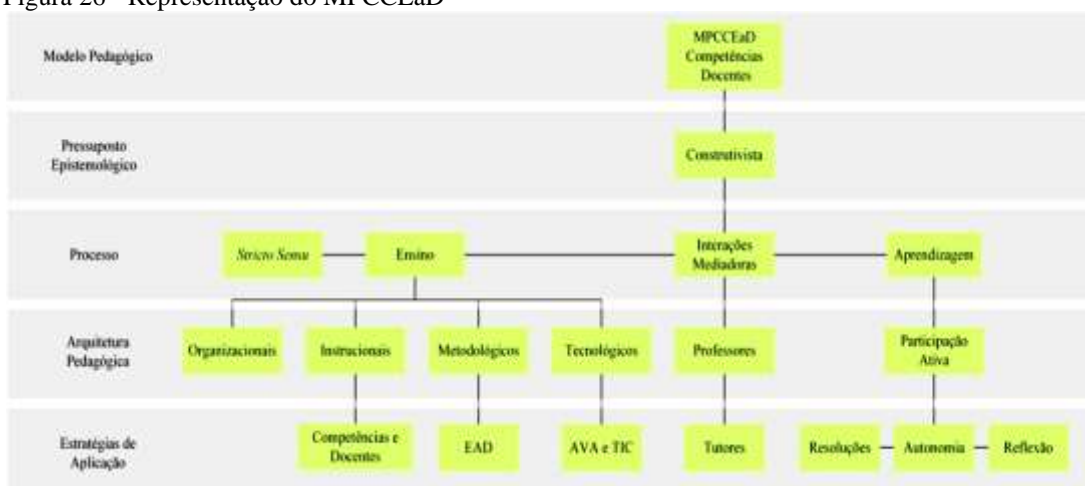 Figura 26 - Representação do MPCCEaD
Modelo Pedagógico
MPCCEaD
Competências
Docentes
Pressuposto
Epistemológico
Construtivista
Processo
Stricto Sensu
Ensino
Interações
Mediadoras
Aprendizagem
Arquitetura
Pedagógica
Organizacionais
Instrucionais
Metodológicos
Tecnológicos
Professores
Participação
Ativa
Estratégias de
Aplicação
Competências e
Docentes
EAD
AVA e TIC
Tutores
Resoluções
Autonomia
Reflexão